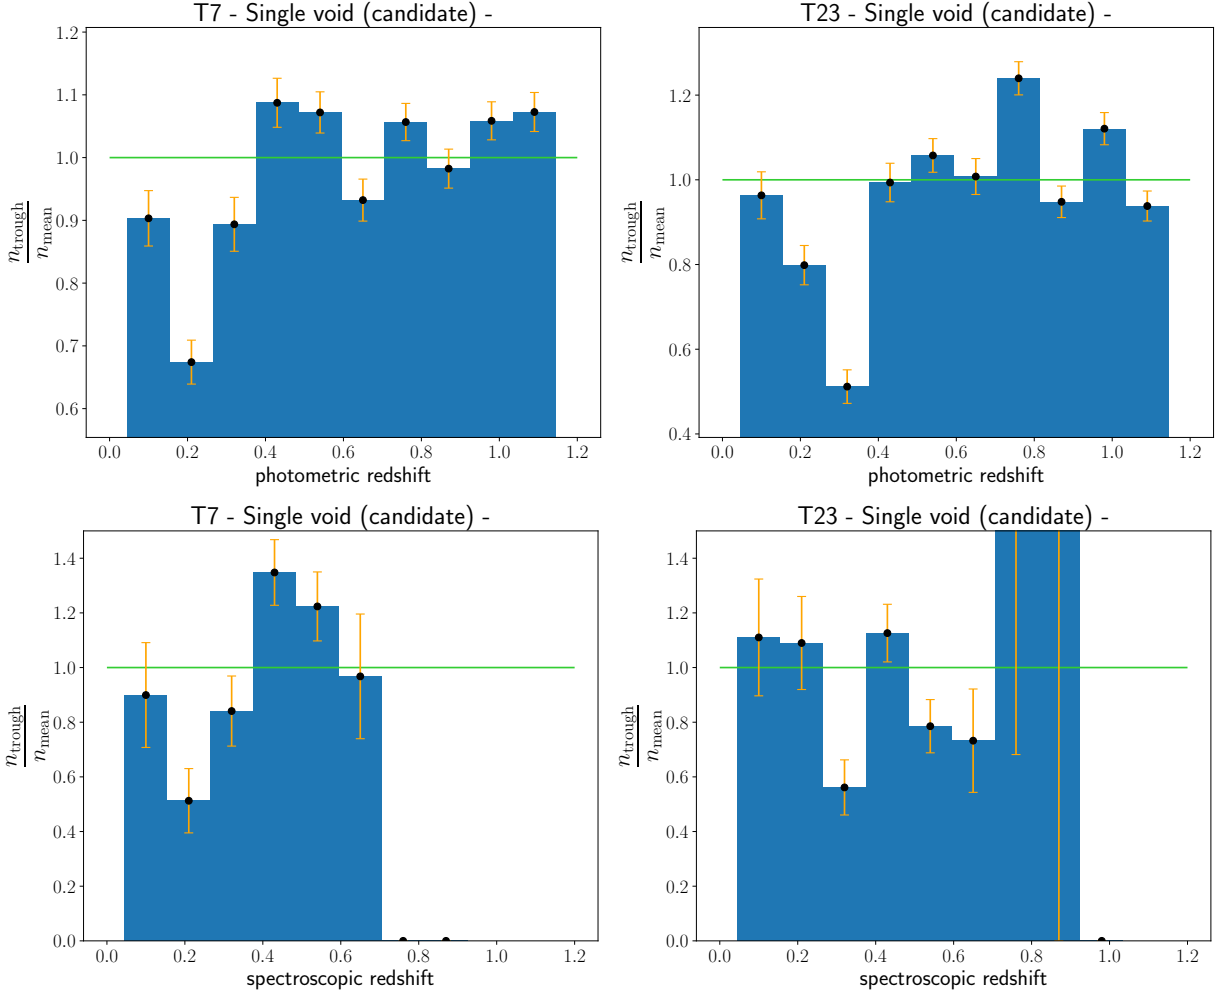 T7 - Single void (candidate) -
1.2
1.1
1.0
0.9
0.8
0.7
0.6
n_trough
n_mean
0.0 0.2 0.4 0.6 0.8 1.0 1.2
photometric redshift
T23 - Single void (candidate) -
1.2
1.0
0.8
0.6
0.4
n_trough
n_mean
0.0 0.2 0.4 0.6 0.8 1.0 1.2
photometric redshift
T7 - Single void (candidate) -
1.4
1.2
1.0
0.8
0.6
0.4
0.2
0.0
n_trough
n_mean
0.0 0.2 0.4 0.6 0.8 1.0 1.2
spectroscopic redshift
T23 - Single void (candidate) -
1.4
1.2
1.0
0.8
0.6
0.4
0.2
0.0
n_trough
n_mean
0.0 0.2 0.4 0.6 0.8 1.0 1.2
spectroscopic redshift